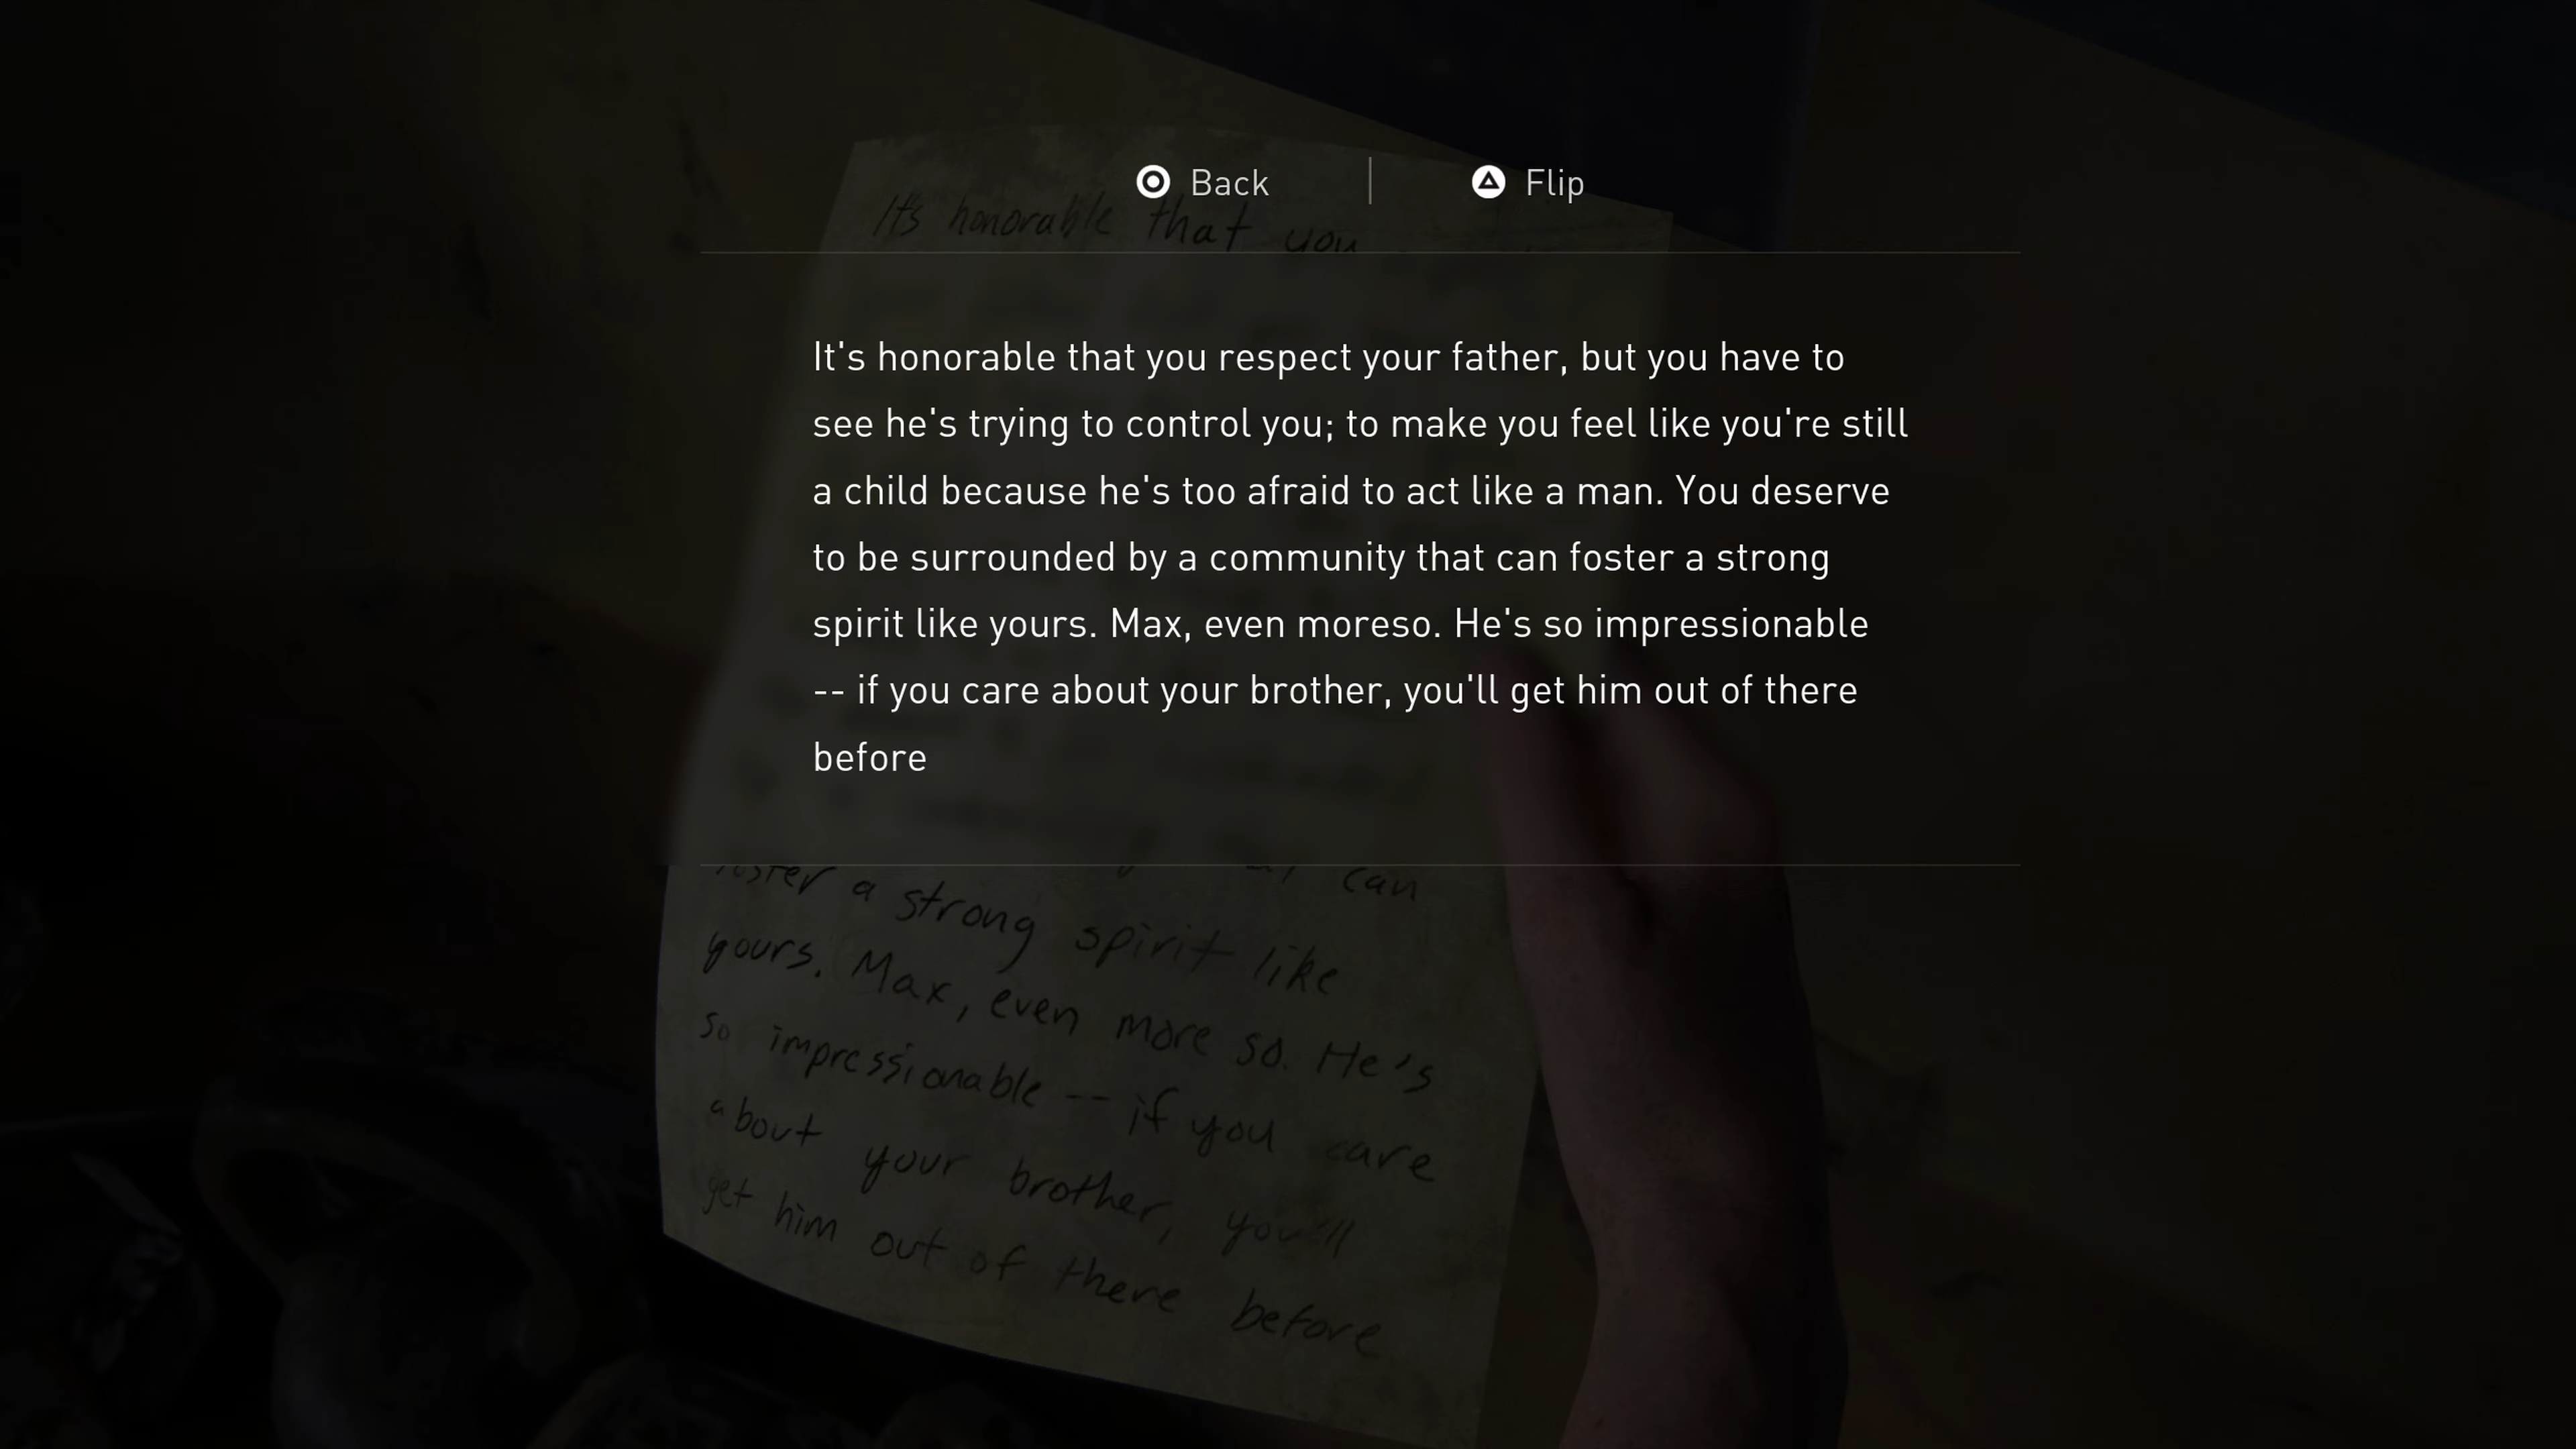 Back
Flip
It's honorable that you
It's honorable that you respect your father, but you have to
see he's trying to control you; to make you feel like you're still
a child because he's too afraid to act like a man. You deserve
to be surrounded by a community that can foster a strong
spirit like yours. Max, even moreso. He's so impressionable
-- if you care about your brother, you'll get him out of there
before
can
foster a strong spirit like
yours. Max, even more so. He's
so impressionable -- if you care
about your brother, you'll
get him out of there before